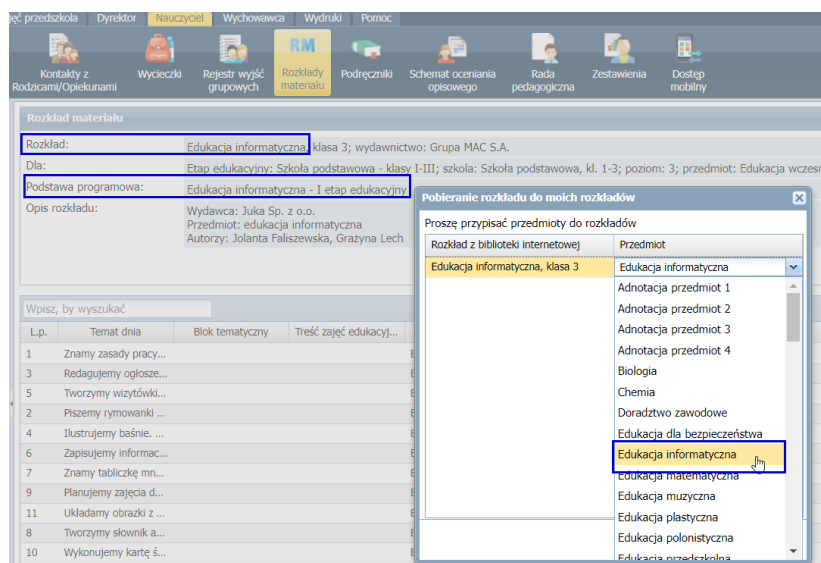 jęć przedszkola Dyrektor Nauczyciel Wychowawca Wydruki Pomoc
RM
Kontakty z Rodzicami/Opiekunami
Wycieczki
Rejestr wyjść grupowych
Rozkłady materiału
Podręczniki
Schemat oceniania opisowego
Rada pedagogiczna
Zestawienia
Dostęp mobilny
Rozkład materiału
Rozkład: Edukacja informatyczna, klasa 3; wydawnictwo: Grupa MAC S.A.
Dla: Etap edukacyjny: Szkoła podstawowa - klasy I-III; szkoła: Szkoła podstawowa, kl. 1-3; poziom: 3; przedmiot: Edukacja wczesn
Podstawa programowa: Edukacja informatyczna - I etap edukacyjny
Opis rozkładu: Wydawca: Juka Sp. z o.o.
Przedmiot: edukacja informatyczna
Autorzy: Jolanta Faliszewska, Grażyna Lech
Wpisz, by wyszukać
L.p. Temat dnia Blok tematyczny Treść zajęć edukacyj...
1 Znamy zasady pracy...
3 Redagujemy ogłosze...
5 Tworzymy wizytówki...
2 Piszemy rymowanki ...
4 Ilustrujemy baśnie. ...
6 Zapisujemy informac...
7 Znamy tabliczkę mn...
9 Planujemy zajęcia d...
11 Układamy obrazki z ...
8 Tworzymy słownik a...
10 Wykonujemy kartę ś...
Pobieranie rozkładu do moich rozkładów
Proszę przypisać przedmioty do rozkładów
Rozkład z biblioteki internetowej Przedmiot
Edukacja informatyczna, klasa 3 Edukacja informatyczna
Adnotacja przedmiot 1
Adnotacja przedmiot 2
Adnotacja przedmiot 3
Adnotacja przedmiot 4
Biologia
Chemia
Doradztwo zawodowe
Edukacja dla bezpieczeństwa
Edukacja informatyczna
Edukacja matematyczna
Edukacja muzyczna
Edukacja plastyczna
Edukacja polonistyczna
Edukacja przedszkolna